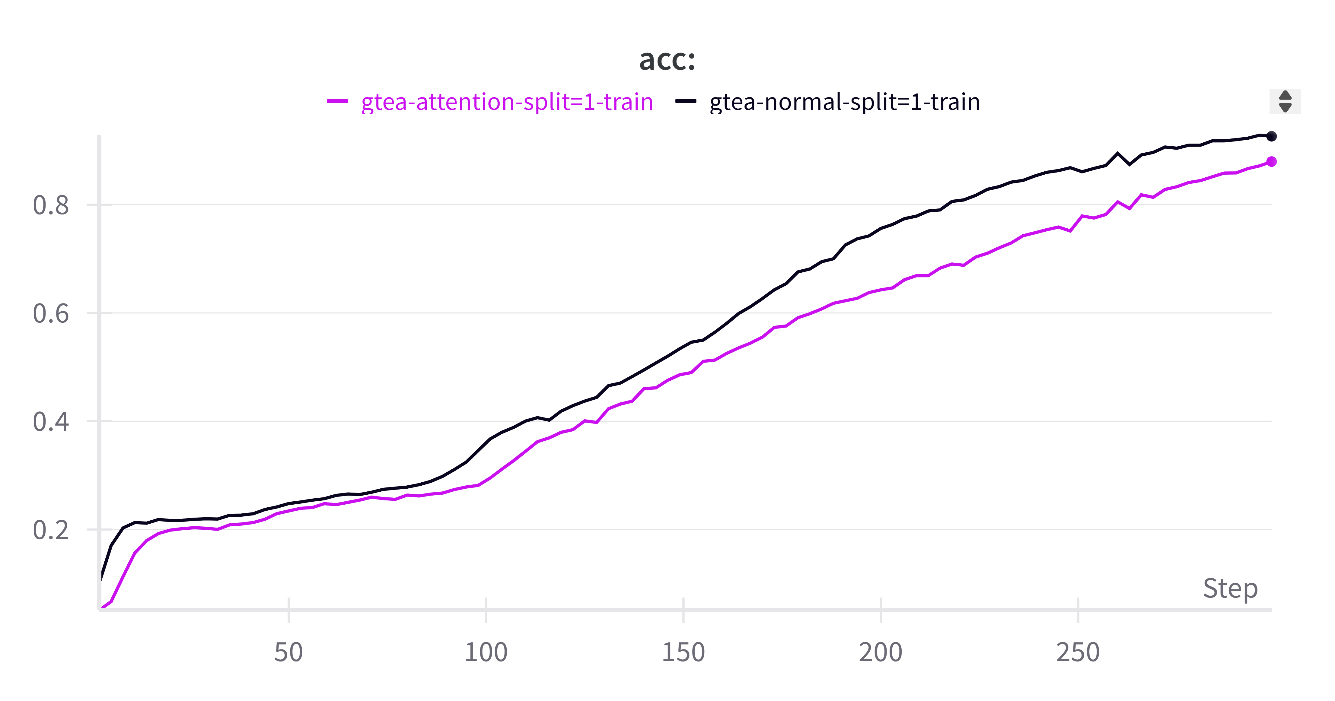 acc:
gtea-attention-split=1-train gtea-normal-split=1-train
0.8
0.6
0.4
0.2
Step
50 100 150 200 250